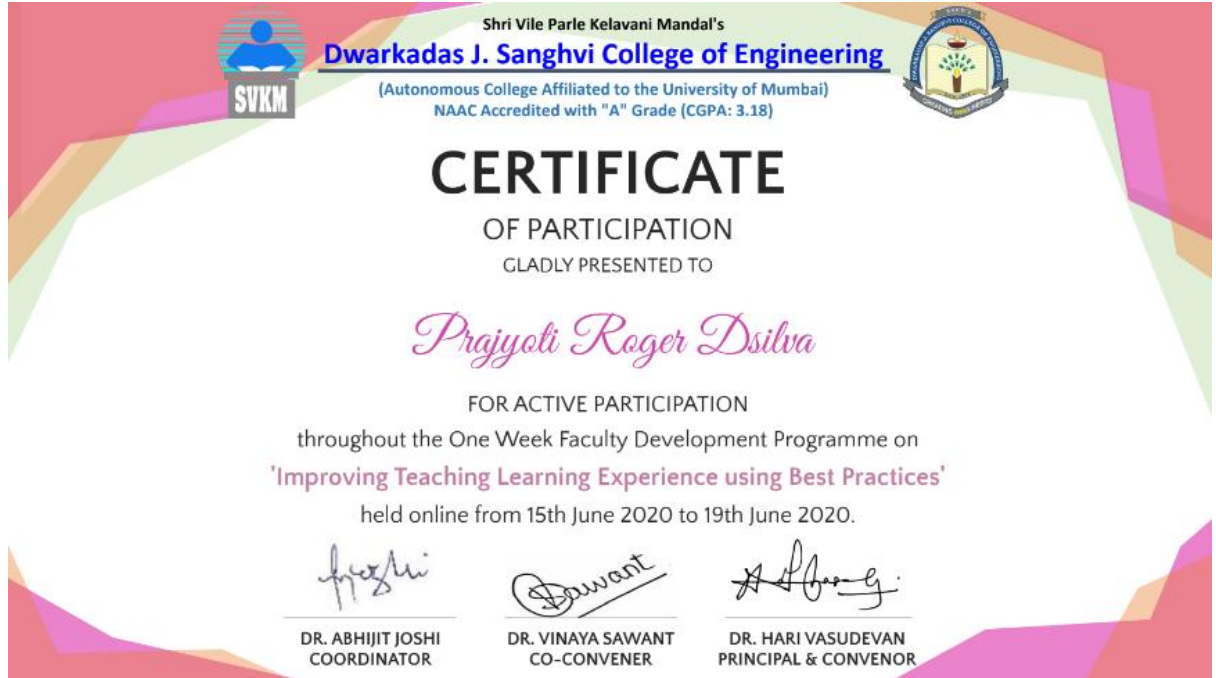 Shri Vile Parle Kelavani Mandal's
Dwarkadas J. Sanghvi College of Engineering
(Autonomous College Affiliated to the University of Mumbai)
NAAC Accredited with "A" Grade (CGPA: 3.18)
SVKM
CERTIFICATE
OF PARTICIPATION
GLADLY PRESENTED TO
Prajyoti Roger Dsilva
FOR ACTIVE PARTICIPATION
throughout the One Week Faculty Development Programme on
'Improving Teaching Learning Experience using Best Practices'
held online from 15th June 2020 to 19th June 2020.
Sawant
DR. ABHIJIT JOSHI
COORDINATOR
DR. VINAYA SAWANT
CO-CONVENER
DR. HARI VASUDEVAN
PRINCIPAL & CONVENOR